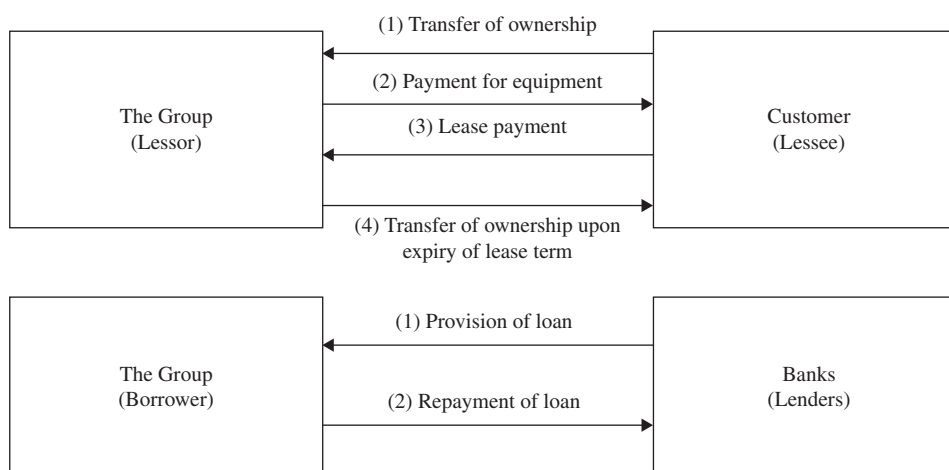 (1) Transfer of ownership
(2) Payment for equipment
The Group
(Lessor)
Customer
(Lessee)
(3) Lease payment
(4) Transfer of ownership upon
expiry of lease term
(1) Provision of loan
The Group
(Borrower)
Banks
(Lenders)
(2) Repayment of loan